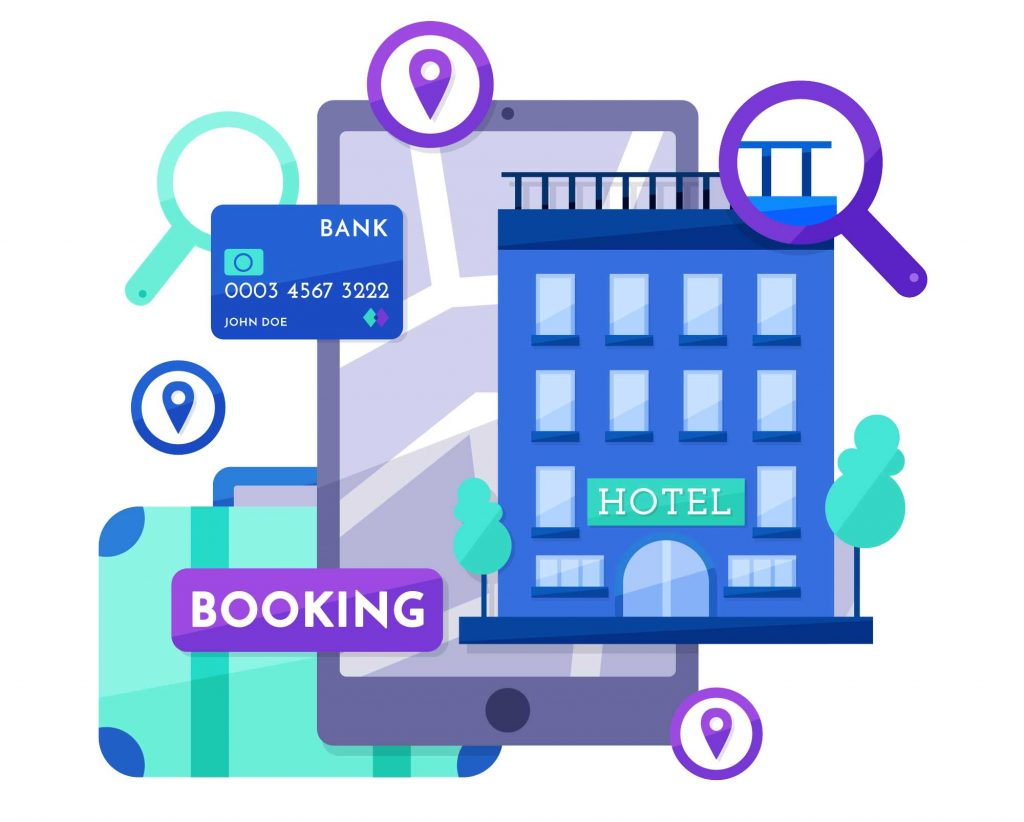 BANK
0003 4567 3222
JOHN DOE
HOTEL
BOOKING